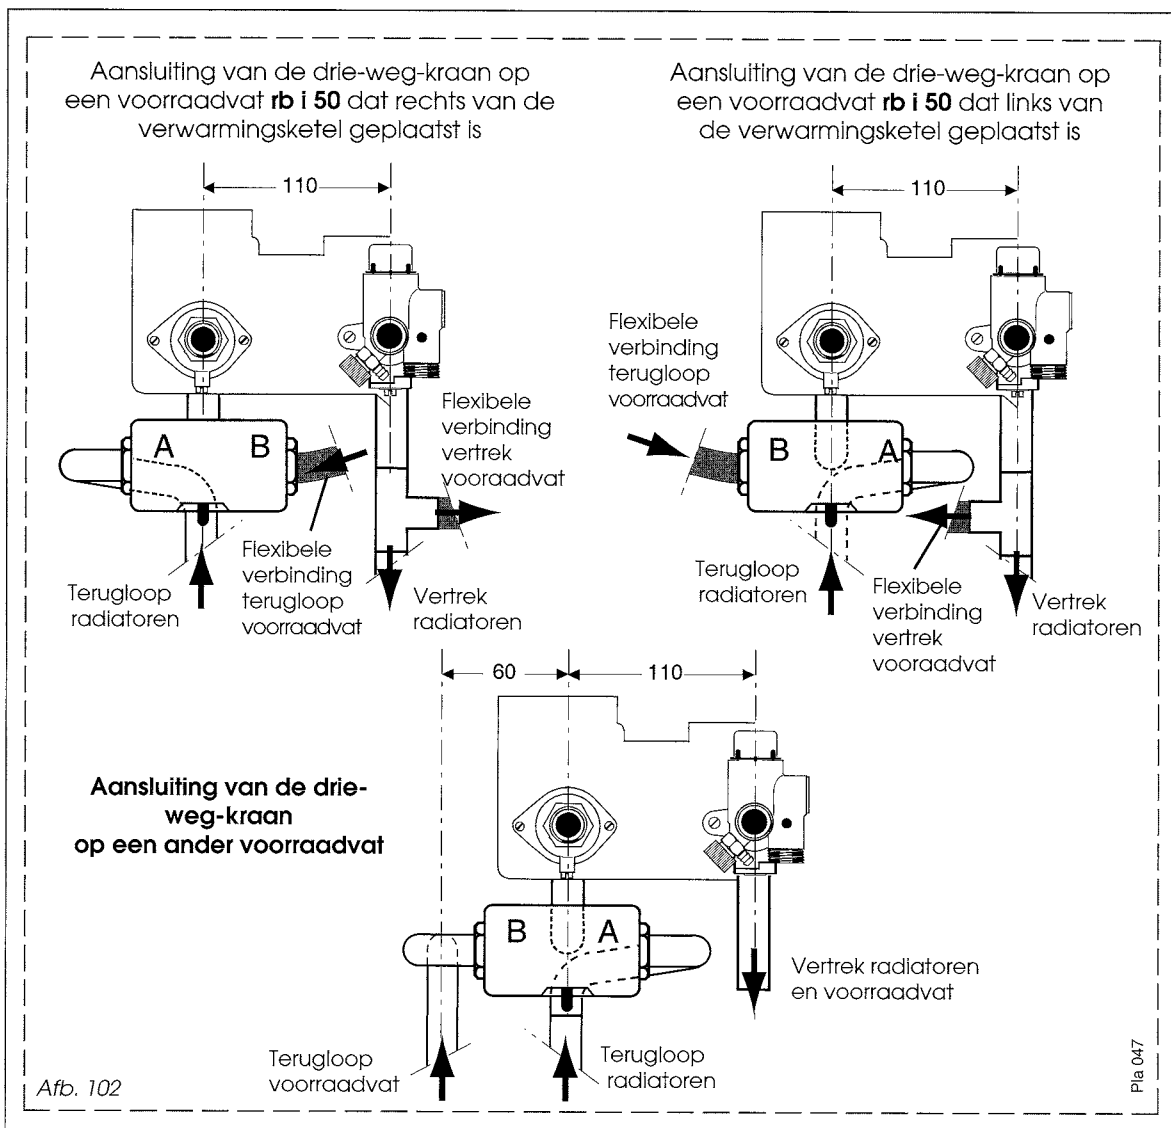 Aansluiting van de drie-weg-kraan op
een voorraadvat rb i 50 dat rechts van de
verwarmingsketel geplaatst is
110
A
B
Flexibele
verbinding
vertrek
vooraadvat
Flexibele
verbinding
terugloop
voorraadvat
Terugloop
radiatoren
Vertrek
radiatoren
Aansluiting van de drie-weg-kraan op
een voorraadvat rb i 50 dat links van
de verwarmingsketel geplaatst is
110
Flexibele
verbinding
terugloop
voorraadvat
B
A
Terugloop
radiatoren
Flexibele
verbinding
vertrek
vooraadvat
Vertrek
radiatoren
60
110
Aansluiting van de drie-
weg-kraan
op een ander voorraadvat
B
A
Vertrek radiatoren
en voorraadvat
Terugloop
voorraadvat
Terugloop
radiatoren
Afb. 102
Pla 047